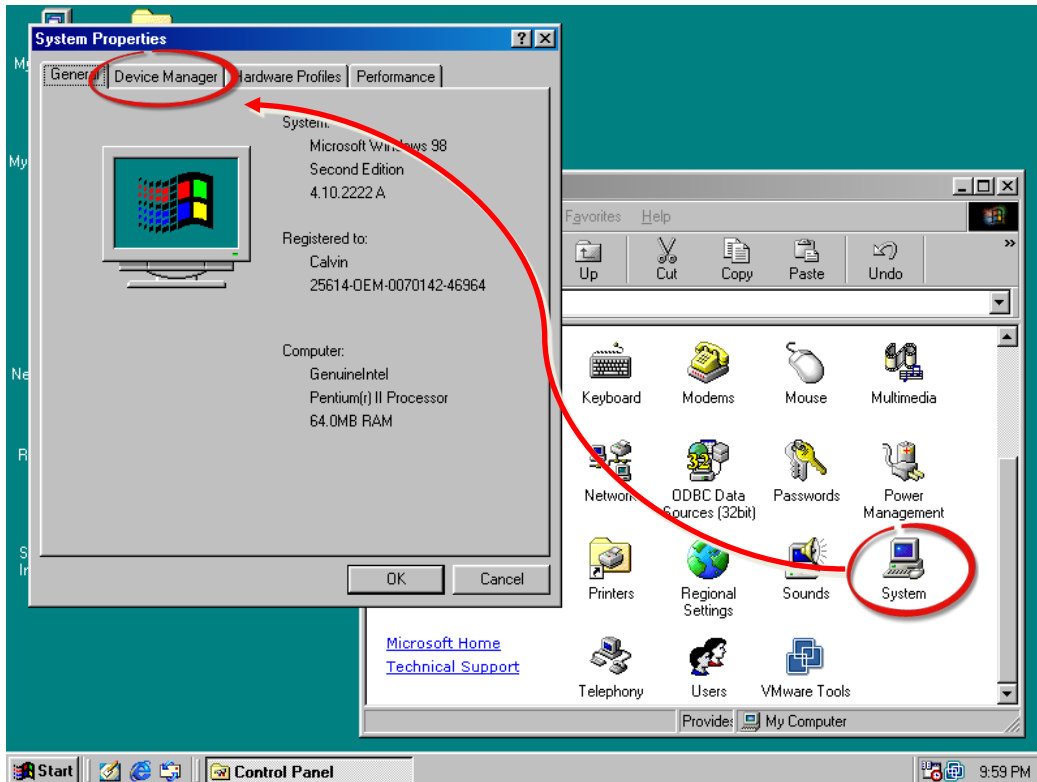 System Properties
General Device Manager Hardware Profiles Performance
System:
Microsoft Windows 98
Second Edition
4.10.2222 A
Registered to:
Calvin
25614-OEM-0070142-46964
Computer:
GenuineIntel
Pentium(r) II Processor
64.0MB RAM
OK Cancel
Favorites Help
Up Cut Copy Paste Undo
Keyboard Modems Mouse Multimedia
Network ODBC Data Sources (32bit) Passwords Power Management
Printers Regional Settings Sounds System
Microsoft Home
Technical Support
Telephony Users VMware Tools
Provides My Computer
Start Control Panel 9:59 PM